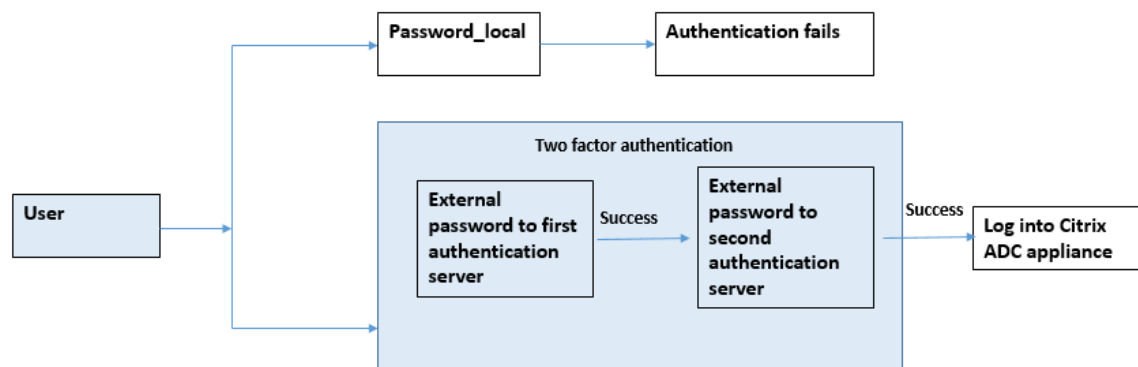 Password_local
Authentication fails
Two factor authentication
User
External
password to first
authentication
server
Success
External
password to
second
authentication
server
Success
Log into Citrix
ADC appliance